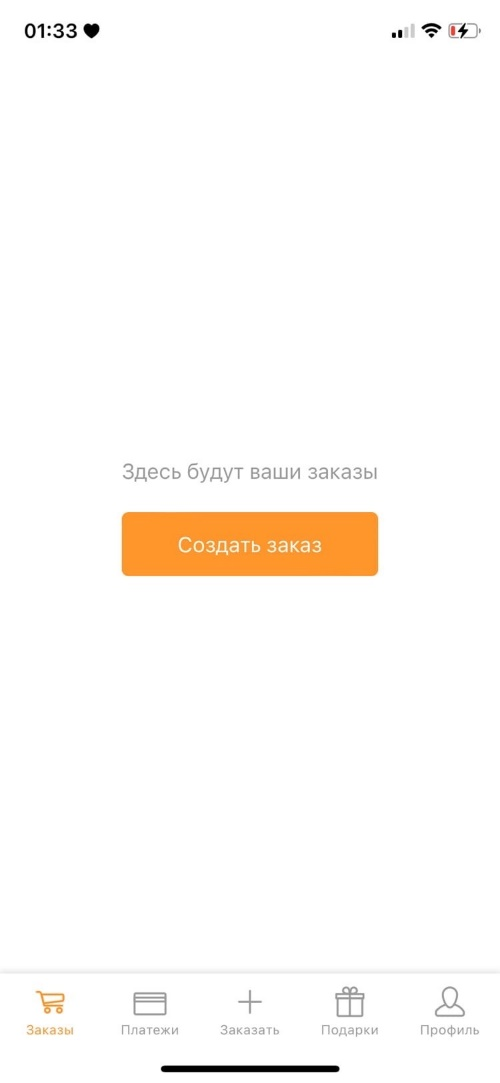 01:33
Здесь будут ваши заказы
Создать заказ
Заказы
Платежи
Заказать
Подарки
Профиль